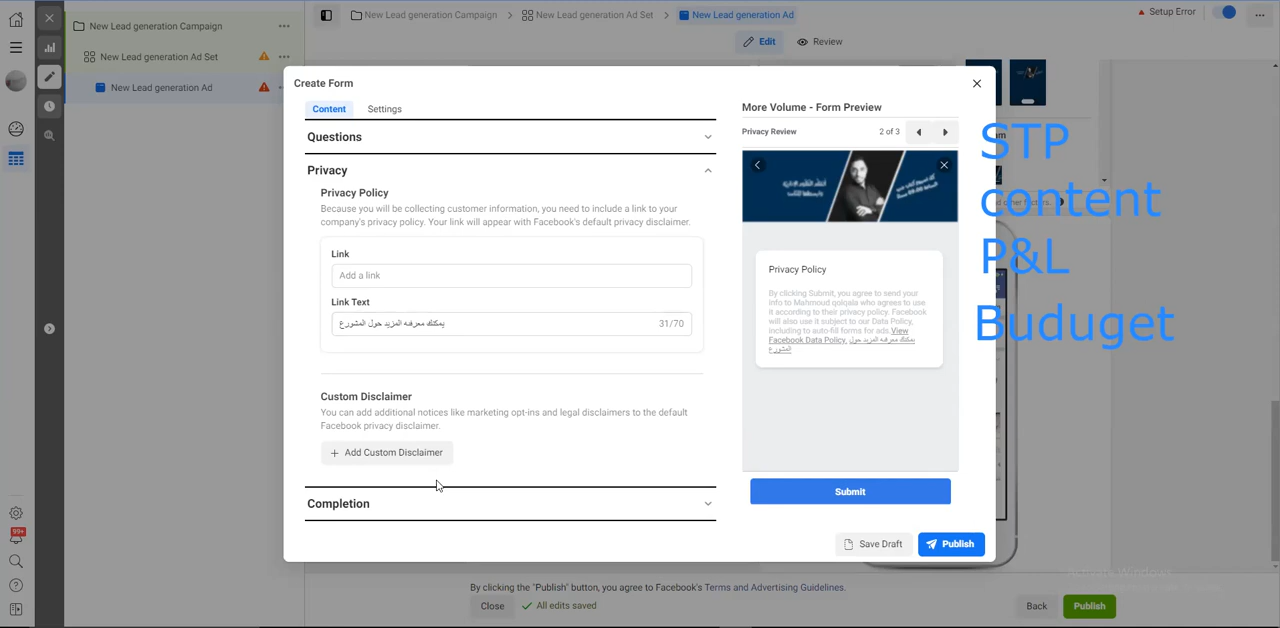 New Lead generation Campaign
New Lead generation Ad Set
New Lead generation Ad
New Lead generation Campaign > New Lead generation Ad Set > New Lead generation Ad
Setup Error
Edit
Review
Create Form
Content
Settings
Questions
Privacy
Privacy Policy
Because you will be collecting customer information, you need to include a link to your
company's privacy policy. Your link will appear with Facebook's default privacy disclaimer.
Link
Add a link
Link Text
يمكنك معرفه المزيد حول المشورع
31/70
Custom Disclaimer
You can add additional notices like marketing opt-ins and legal disclaimers to the default
Facebook privacy disclaimer.
+ Add Custom Disclaimer
Completion
More Volume - Form Preview
Privacy Review
2 of 3
Privacy Policy
By clicking Submit, you agree to send your
info to Mahmoud qolqala who agrees to use
it according to their privacy policy. Facebook
will also use it subject to our Data Policy,
including to auto-fill forms for ads. View
Facebook Data Policy. يمكنك معرفه المزيد حول
المشورع
Submit
Save Draft
Publish
STP
content
P&L
Buduget
By clicking the "Publish" button, you agree to Facebook's Terms and Advertising Guidelines.
Close
All edits saved
Back
Publish
99+
Activate Windows